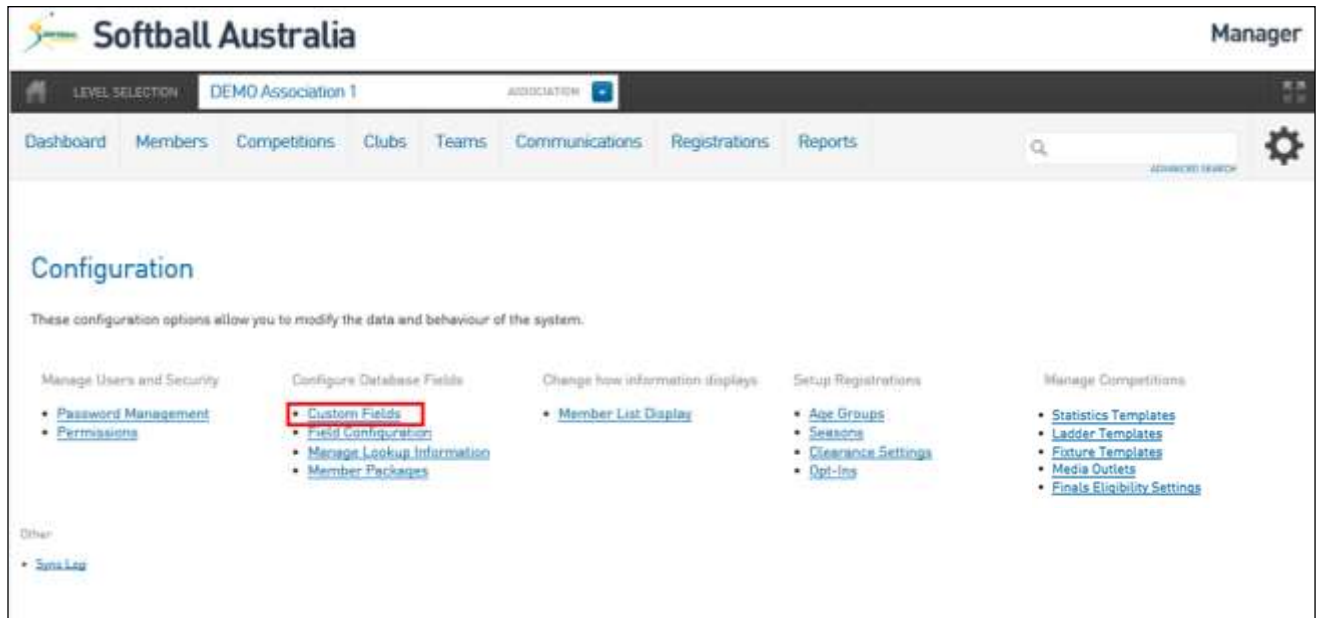 Softball Australia
Manager
LEVEL SELECTION DEMO Association 1 ASSOCIATION
Dashboard Members Competitions Clubs Teams Communications Registrations Reports
ADVANCED SEARCH
Configuration
These configuration options allow you to modify the data and behaviour of the system.
Manage Users and Security
• Password Management
• Permissions
Configure Database Fields
• Custom Fields
• Field Configuration
• Manage Lookup Information
• Member Packages
Change how information displays
• Member List Display
Setup Registrations
• Age Groups
• Seasons
• Clearance Settings
• Opt-Ins
Manage Competitions
• Statistics Templates
• Ladder Templates
• Fixture Templates
• Media Outlets
• Finals Eligibility Settings
Other
• Sync Log